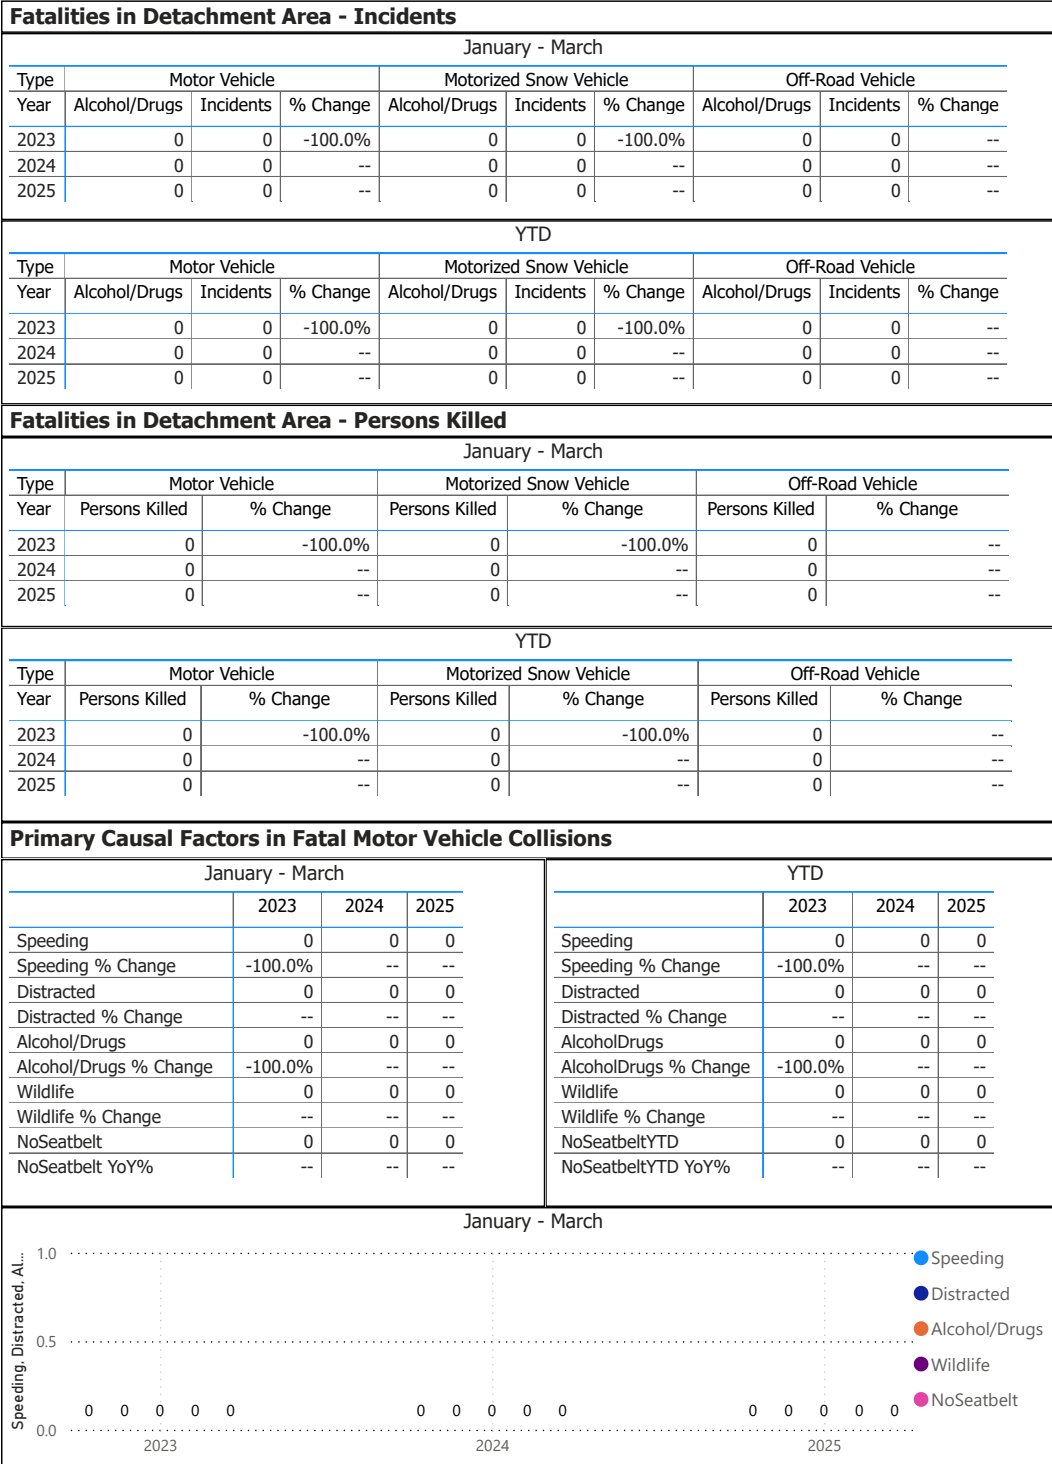 Fatalities in Detachment Area - Incidents
January - March
Type Motor Vehicle Motorized Snow Vehicle Off-Road Vehicle
Year Alcohol/Drugs Incidents % Change Alcohol/Drugs Incidents % Change Alcohol/Drugs Incidents % Change
2023 0 0 -100.0% 0 0 -100.0% 0 0 --
2024 0 0 -- 0 0 -- 0 0 --
2025 0 0 -- 0 0 -- 0 0 --
YTD
Type Motor Vehicle Motorized Snow Vehicle Off-Road Vehicle
Year Alcohol/Drugs Incidents % Change Alcohol/Drugs Incidents % Change Alcohol/Drugs Incidents % Change
2023 0 0 -100.0% 0 0 -100.0% 0 0 --
2024 0 0 -- 0 0 -- 0 0 --
2025 0 0 -- 0 0 -- 0 0 --
Fatalities in Detachment Area - Persons Killed
January - March
Type Motor Vehicle Motorized Snow Vehicle Off-Road Vehicle
Year Persons Killed % Change Persons Killed % Change Persons Killed % Change
2023 0 -100.0% 0 -100.0% 0 --
2024 0 -- 0 -- 0 --
2025 0 -- 0 -- 0 --
YTD
Type Motor Vehicle Motorized Snow Vehicle Off-Road Vehicle
Year Persons Killed % Change Persons Killed % Change Persons Killed % Change
2023 0 -100.0% 0 -100.0% 0 --
2024 0 -- 0 -- 0 --
2025 0 -- 0 -- 0 --
Primary Causal Factors in Fatal Motor Vehicle Collisions
January - March
2023 2024 2025
Speeding 0 0 0
Speeding % Change -100.0% -- --
Distracted 0 0 0
Distracted % Change -- -- --
Alcohol/Drugs 0 0 0
Alcohol/Drugs % Change -100.0% -- --
Wildlife 0 0 0
Wildlife % Change -- -- --
NoSeatbelt 0 0 0
NoSeatbelt YoY% -- -- --
YTD
2023 2024 2025
Speeding 0 0 0
Speeding % Change -100.0% -- --
Distracted 0 0 0
Distracted % Change -- -- --
AlcoholDrugs 0 0 0
AlcoholDrugs % Change -100.0% -- --
Wildlife 0 0 0
Wildlife % Change -- -- --
NoSeatbeltYTD 0 0 0
NoSeatbeltYTD YoY% -- -- --
January - March
Speeding, Distracted, Al...
1.0
0.5
0.0
0 0 0 0 0 0 0 0 0 0 0 0 0 0 0
2023 2024 2025
Speeding
Distracted
Alcohol/Drugs
Wildlife
NoSeatbelt